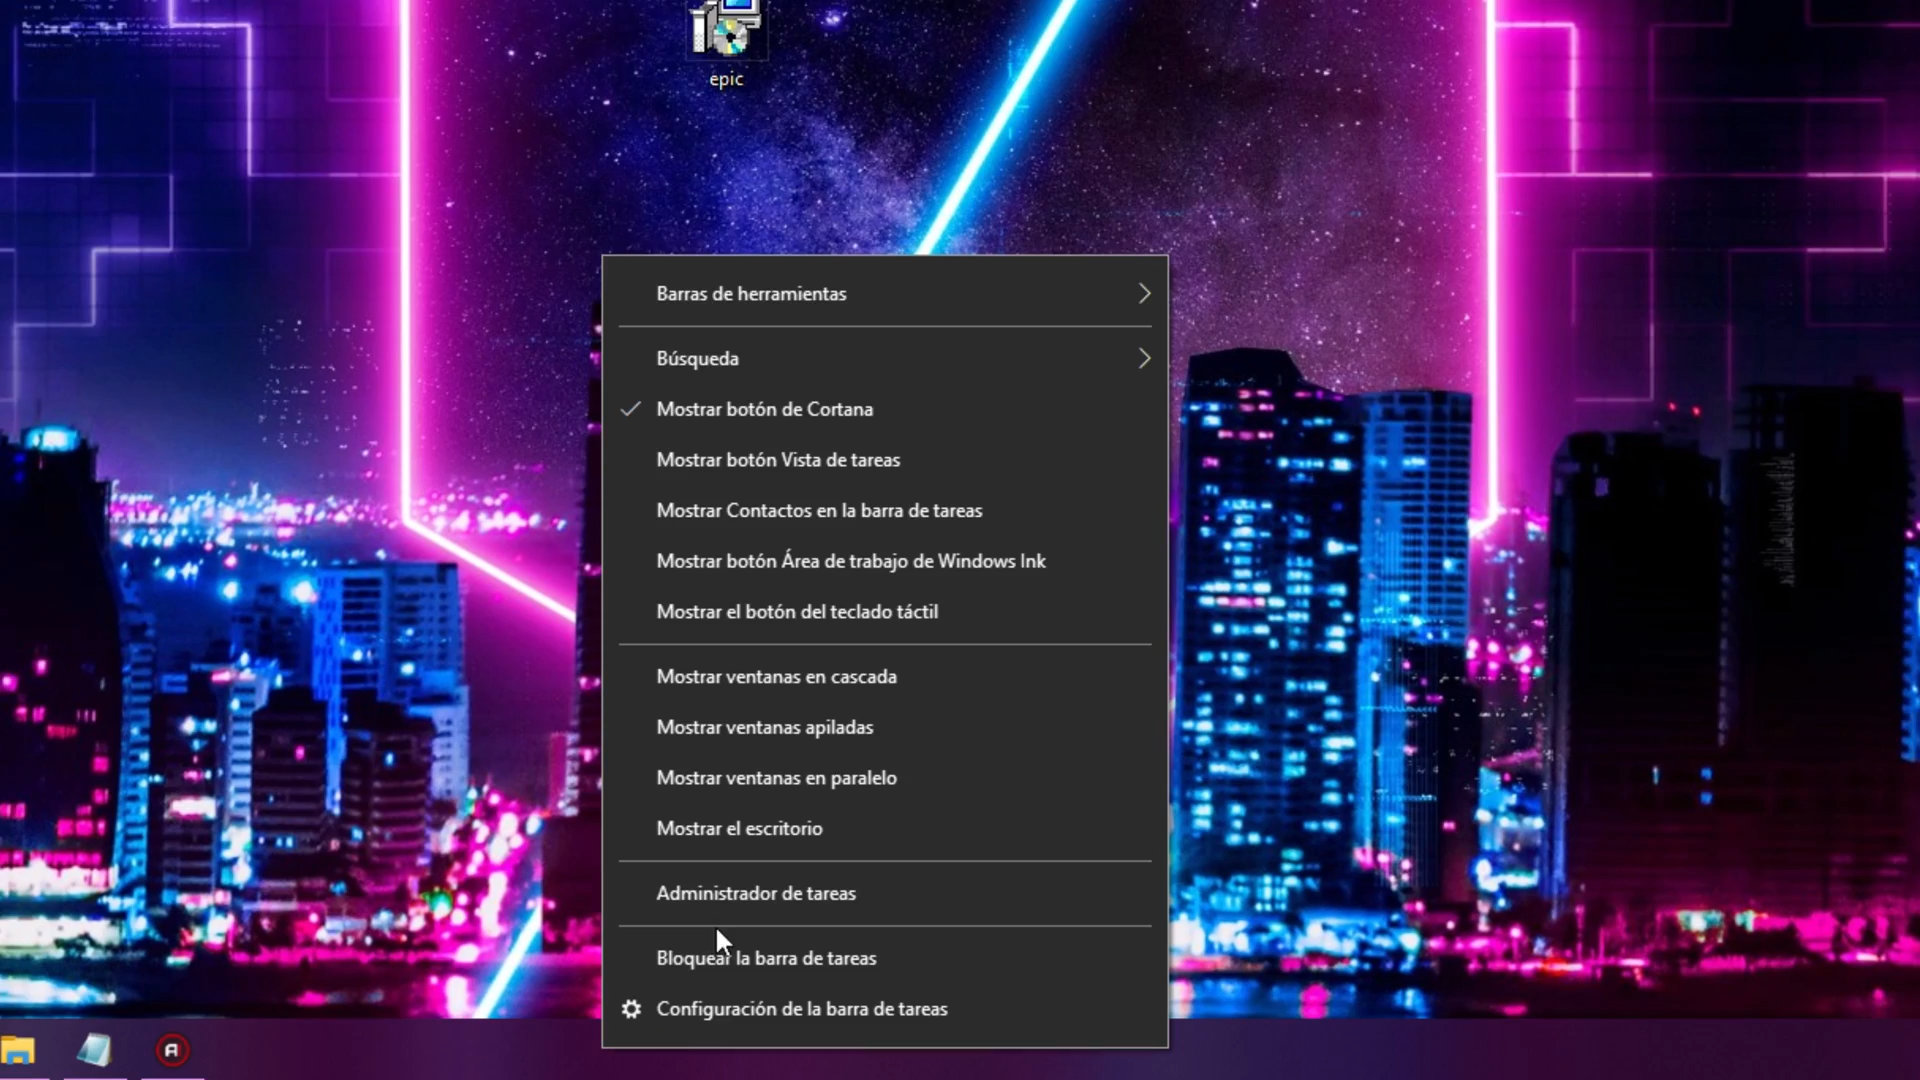 epic
Barras de herramientas
Búsqueda
Mostrar botón de Cortana
Mostrar botón Vista de tareas
Mostrar Contactos en la barra de tareas
Mostrar botón Área de trabajo de Windows Ink
Mostrar el botón del teclado táctil
Mostrar ventanas en cascada
Mostrar ventanas apiladas
Mostrar ventanas en paralelo
Mostrar el escritorio
Administrador de tareas
Bloquear la barra de tareas
Configuración de la barra de tareas